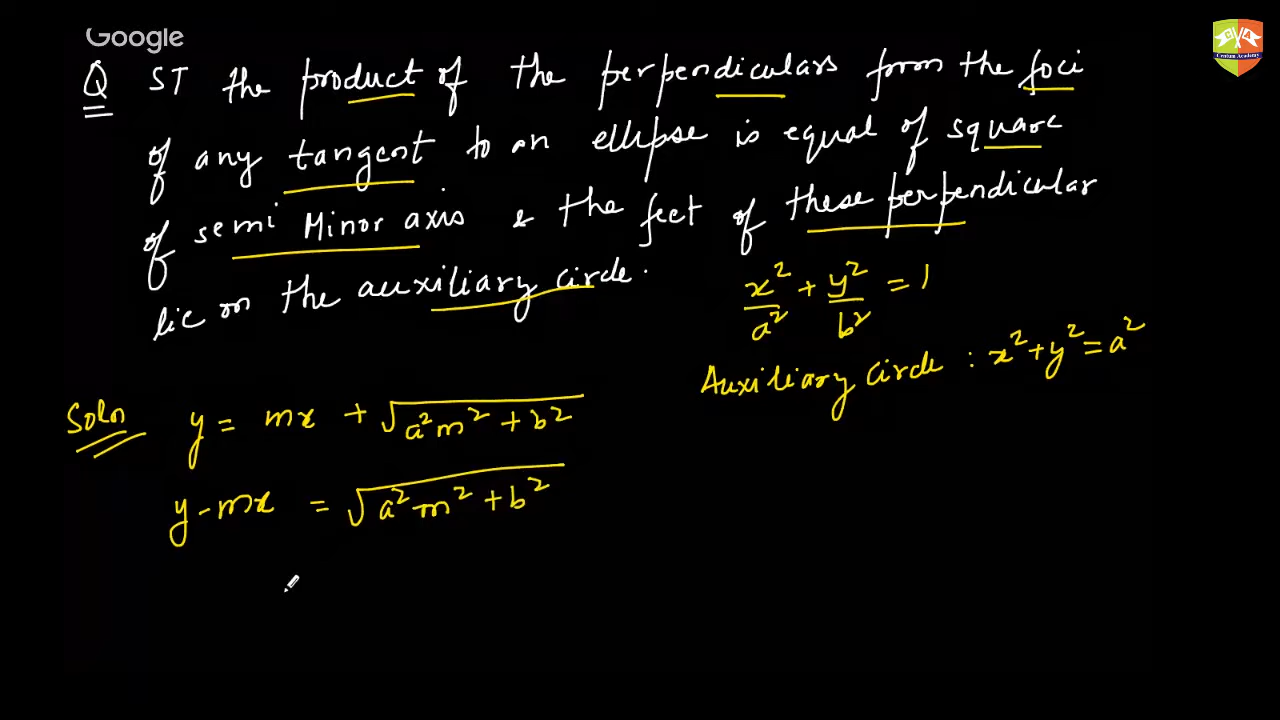 Google
Q ST the product of the perpendiculars from the foci
of any tangent to an ellipse is equal of square
of semi Minor axis & the feet of these perpendicular
lie on the auxiliary circle.
x²/a² + y²/b² = 1
Auxiliary circle : x² + y² = a²
Soln y = mx + √(a²m² + b²)
y - mx = √(a²m² + b²)